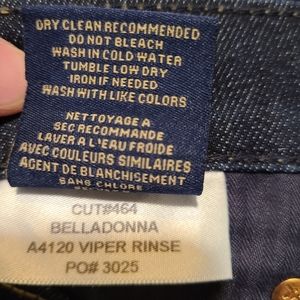 DRY CLEAN RECOMMENDED
DO NOT BLEACH
WASH IN COLD WATER
TUMBLE LOW DRY
IRON IF NEEDED
WASH WITH LIKE COLORS
NETTOYAGE A
SEC RECOMMANDE
LAVER A L'EAU FROIDE
AVEC COULEURS SIMILAIRES
AGENT DE BLANCHISEMENT
SANS CHLORE
CUT#464
BELLADONNA
A4120 VIPER RINSE
PO# 3025